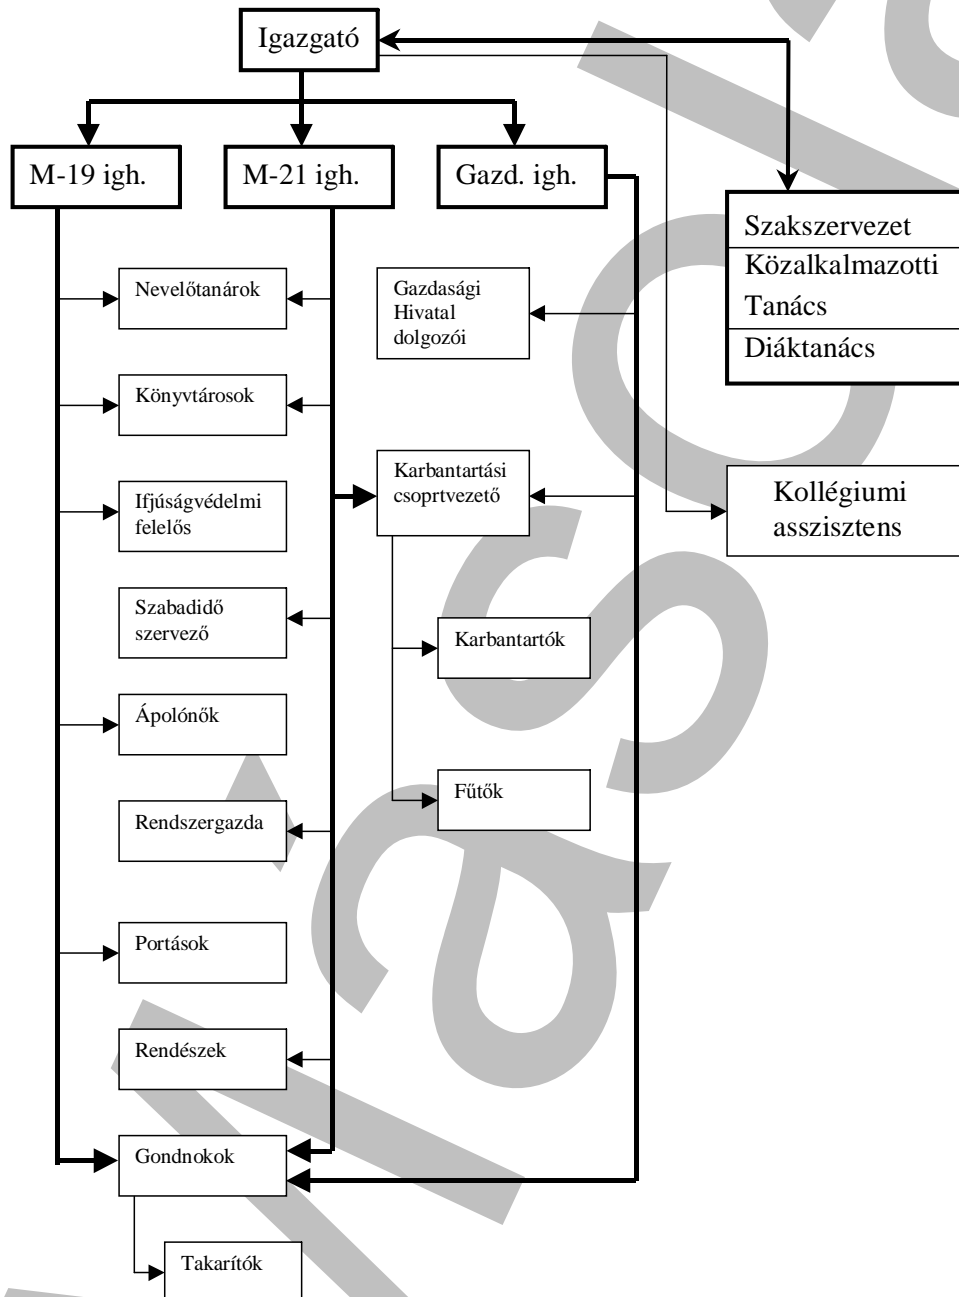 Igazgató
M-19 igh.
M-21 igh.
Gazd. igh.
Szakszervezet
Közalkalmazotti
Tanács
Diáktanács
Nevelőtanárok
Gazdasági
Hivatal
dolgozói
Könyvtárosok
Karbantartási
csoprtvezető
Kollégiumi
asszisztens
Ifjúságvédelmi
felelős
Szabadidő
szervező
Karbantartók
Ápolónők
Fűtők
Rendszergazda
Portások
Rendészek
Gondnokok
Takarítók